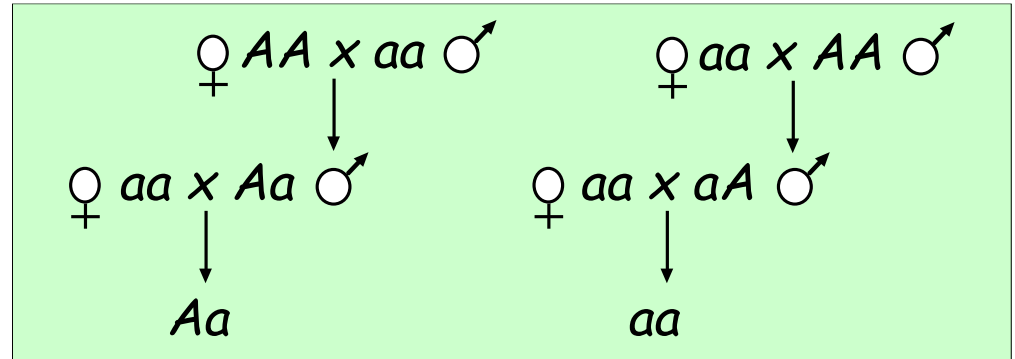 ♀ AA x aa ♂ ♀ aa x AA ♂
♀ aa x Aa ♂ ♀ aa x aA ♂
Aa aa